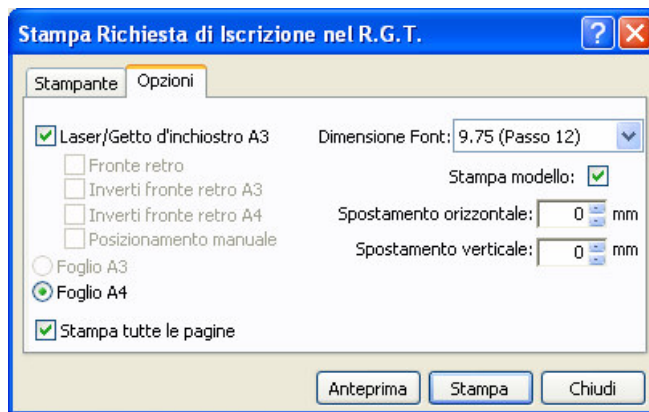 Stampa Richiesta di Iscrizione nel R.G.T.
Stampante Opzioni
Laser/Getto d'inchiostro A3
Fronte retro
Inverti fronte retro A3
Inverti fronte retro A4
Posizionamento manuale
Foglio A3
Foglio A4
Stampa tutte le pagine
Dimensione Font: 9.75 (Passo 12)
Stampa modello:
Spostamento orizzontale: 0 mm
Spostamento verticale: 0 mm
Anteprima Stampa Chiudi